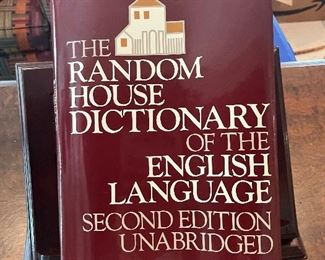 THE
RANDOM
HOUSE
DICTIONARY
OF THE
ENGLISH
LANGUAGE
SECOND EDITION
UNABRIDGED